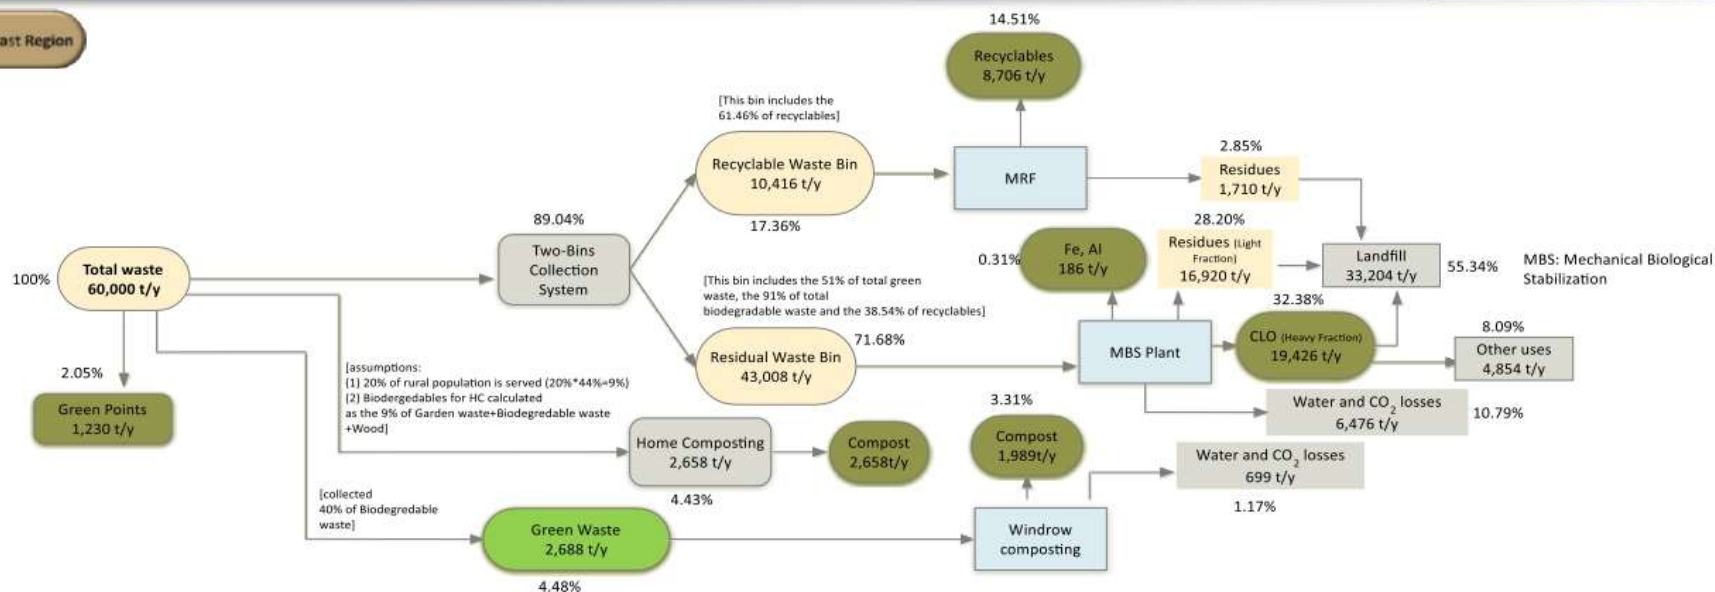 ast Region
14.51%
Recyclables
8,706 t/y
[This bin includes the
61.46% of recyclables]
Recyclable Waste Bin
10,416 t/y
17.36%
MRF
2.85%
Residues
1,710 t/y
89.04%
Two-Bins
Collection
System
100%
Total waste
60,000 t/y
0.31%
Fe, Al
186 t/y
28.20%
Residues (Light
Fraction)
16,920 t/y
Landfill
33,204 t/y
55.34%
MBS: Mechanical Biological
Stabilization
[This bin includes the 51% of total green
waste, the 91% of total
biodegradable waste and the 38.54% of recyclables]
Residual Waste Bin
43,008 t/y
71.68%
MBS Plant
32.38%
CLO (Heavy Fraction)
19,426 t/y
8.09%
Other uses
4,854 t/y
Water and CO2 losses
6,476 t/y
10.79%
2.05%
Green Points
1,230 t/y
[assumptions:
(1) 20% of rural population is served (20%*44%=9%)
(2) Biodergedables for HC calculated
as the 9% of Garden waste+Biodegredable waste
+Wood]
Home Composting
2,658 t/y
4.43%
Compost
2,658t/y
3.31%
Compost
1,989t/y
Water and CO2 losses
699 t/y
1.17%
[collected
40% of Biodegredable
waste]
Green Waste
2,688 t/y
4.48%
Windrow
composting